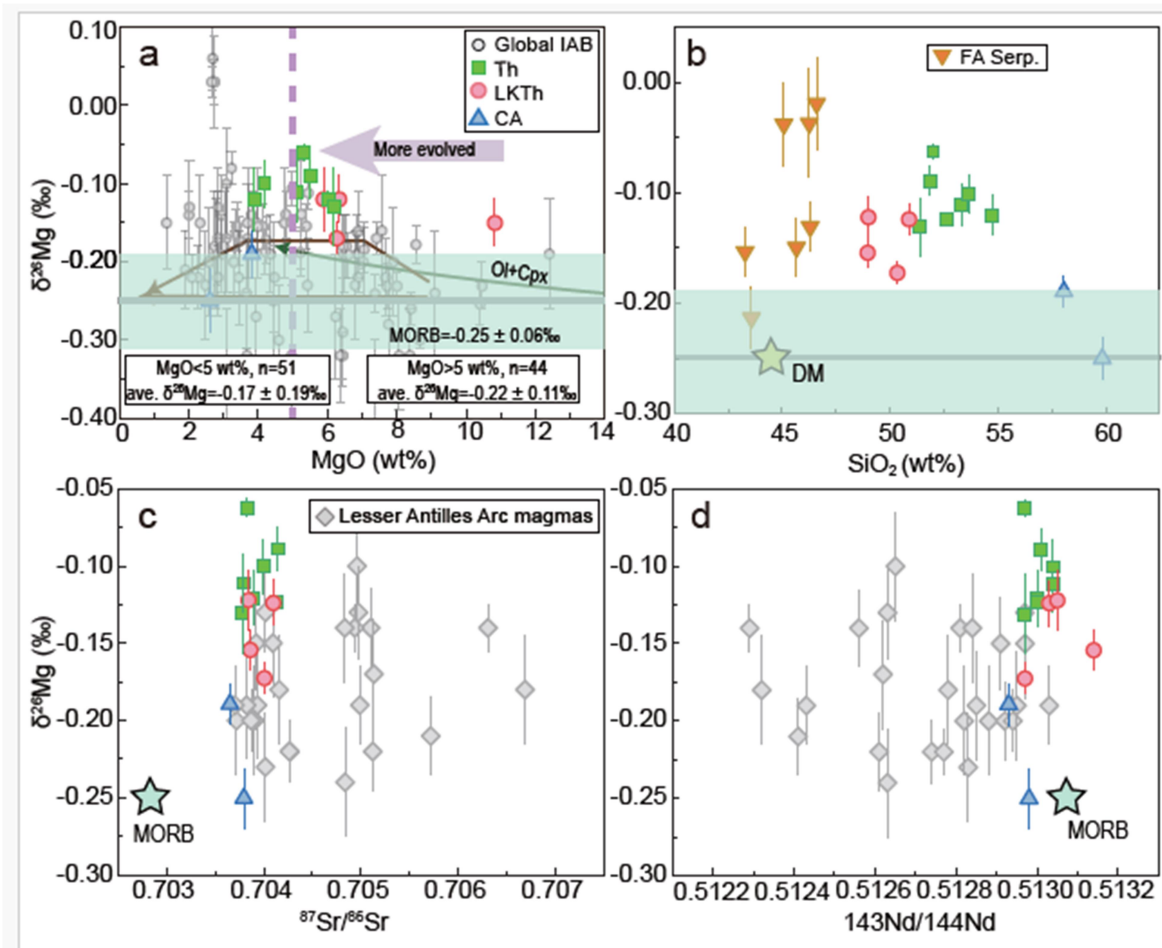 a
Global IAB
Th
LKTh
CA
More evolved
Ol+Cpx
MORB=-0.25 ± 0.06‰
MgO<5 wt%, n=51
ave. δ²⁶Mg=-0.17 ± 0.19‰
MgO>5 wt%, n=44
ave. δ²⁶Mg=-0.22 ± 0.11‰
0.10
0.00
-0.10
-0.20
-0.30
-0.40
δ²⁶Mg (‰)
0 2 4 6 8 10 12 14
MgO (wt%)
b
FA Serp.
DM
0.00
-0.10
-0.20
-0.30
40 45 50 55 60
SiO₂ (wt%)
c
Lesser Antilles Arc magmas
MORB
-0.05
-0.10
-0.15
-0.20
-0.25
-0.30
δ²⁶Mg (‰)
0.703 0.704 0.705 0.706 0.707
⁸⁷Sr/⁸⁶Sr
d
MORB
-0.05
-0.10
-0.15
-0.20
-0.25
-0.30
0.5122 0.5124 0.5126 0.5128 0.5130 0.5132
143Nd/144Nd